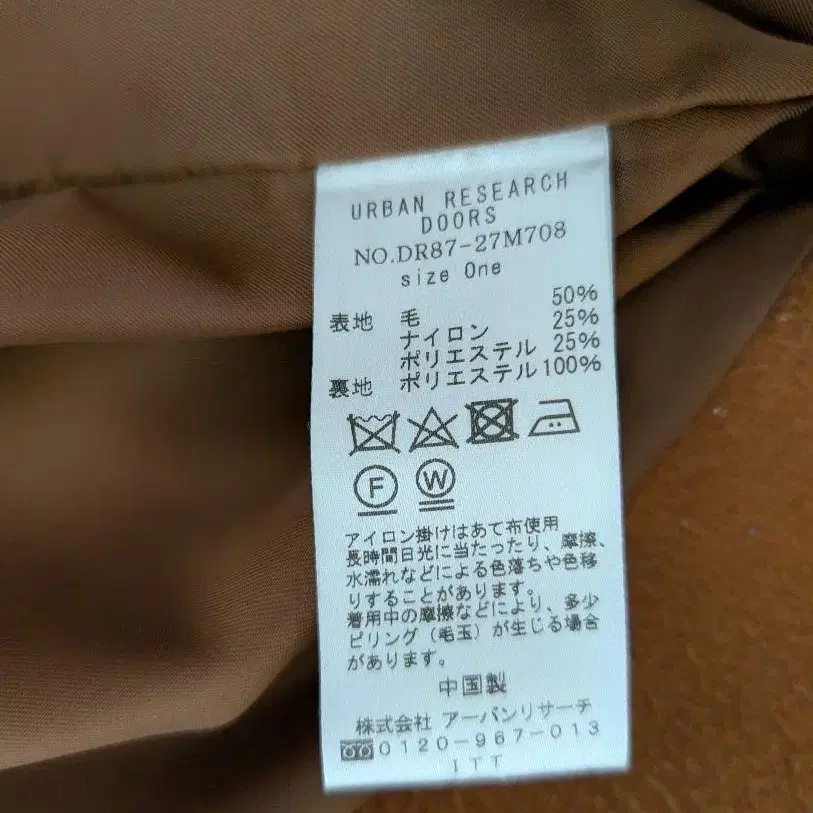 URBAN RESEARCH
DOORS
NO.DR87-27M708
size One
表地 毛 50%
ナイロン 25%
ポリエステル 25%
裏地 ポリエステル 100%
F W
アイロン掛けはあて布使用
長時間日光に当たったり、摩擦、
水濡れなどによる色落ちや色移
りすることがあります。
着用中の摩擦などにより、多少
ピリング(毛玉)が生じる場合
があります。
中国製
株式会社 アーバンリサーチ
0120-967-013
ITT